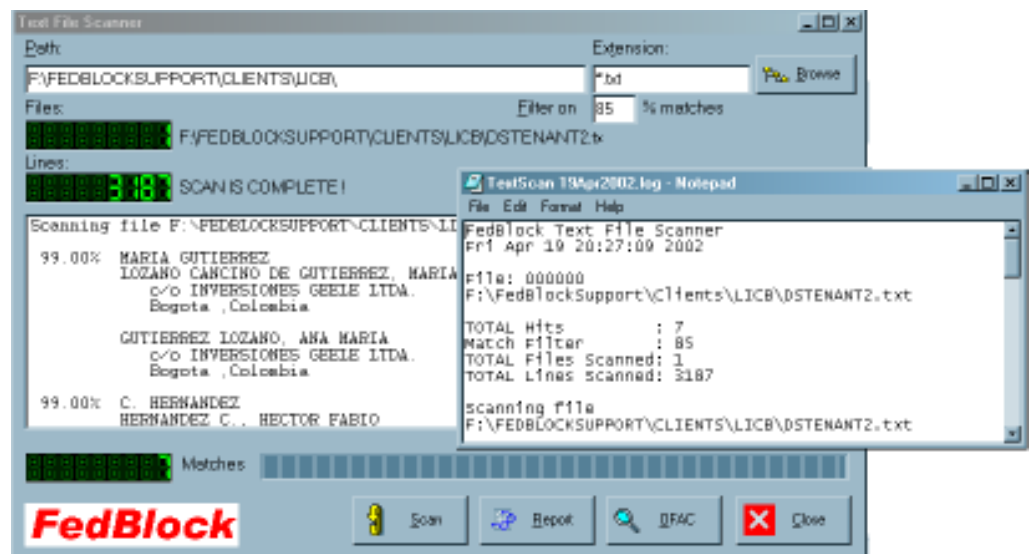 Text File Scanner
Path:
Extension:
F:\FEDBLOCKSUPPORT\CLIENTS\LICB\
*.txt
Browse
Files:
Filter on 85 % matches
1 F:\FEDBLOCKSUPPORT\CLIENTS\LICB\DSTENANT2.tx
Lines:
3187 SCAN IS COMPLETE !
Scanning file F:\FEDBLOCKSUPPORT\CLIENTS\LI
99.00% MARIA GUTIERREZ
LOZANO CANCINO DE GUTIERREZ, MARIA
c/o INVERSIONES GEELE LTDA.
Bogota ,Colombia
GUTIERREZ LOZANO, ANA MARIA
c/o INVERSIONES GEELE LTDA.
Bogota ,Colombia
99.00% C. HERNANDEZ
HERNANDEZ C., HECTOR FABIO
TextScan 19Apr2002.log - Notepad
File Edit Format Help
FedBlock Text File Scanner
Fri Apr 19 20:27:09 2002
File: 000000
F:\FedBlockSupport\Clients\LICB\DSTENANT2.txt
TOTAL Hits : 7
Match Filter : 85
TOTAL Files Scanned: 1
TOTAL Lines Scanned: 3187
scanning file
F:\FEDBLOCKSUPPORT\CLIENTS\LICB\DSTENANT2.txt
7 Matches
FedBlock
Scan
Report
OFAC
Close